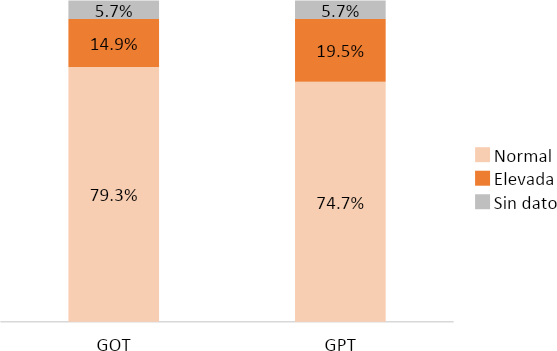 5.7% 5.7%
14.9% 19.5%
79.3% 74.7%
Normal
Elevada
Sin dato
GOT GPT